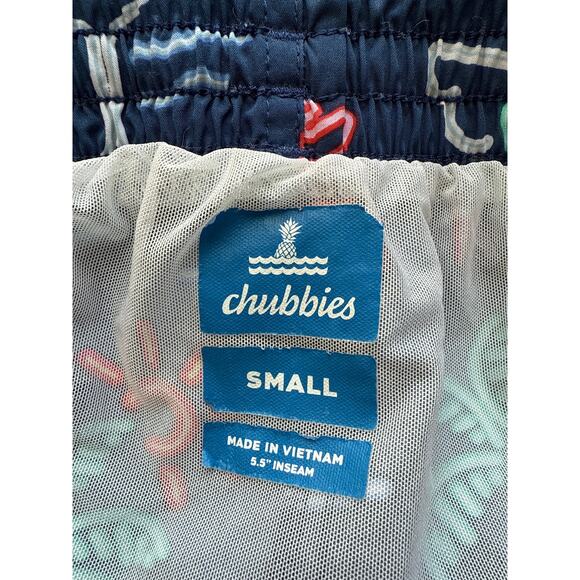 chubbies
SMALL
MADE IN VIETNAM
5.5" INSEAM